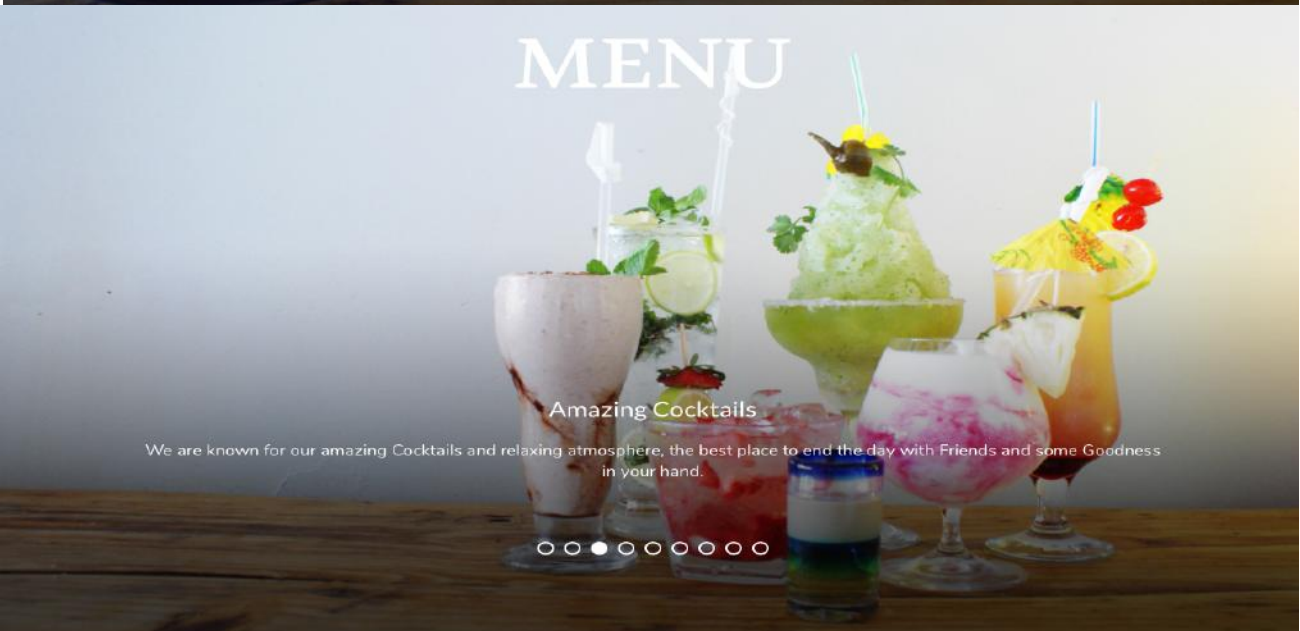 MENU
Amazing Cocktails
We are known for our amazing Cocktails and relaxing atmosphere, the best place to end the day with Friends and some Goodness
in your hand.